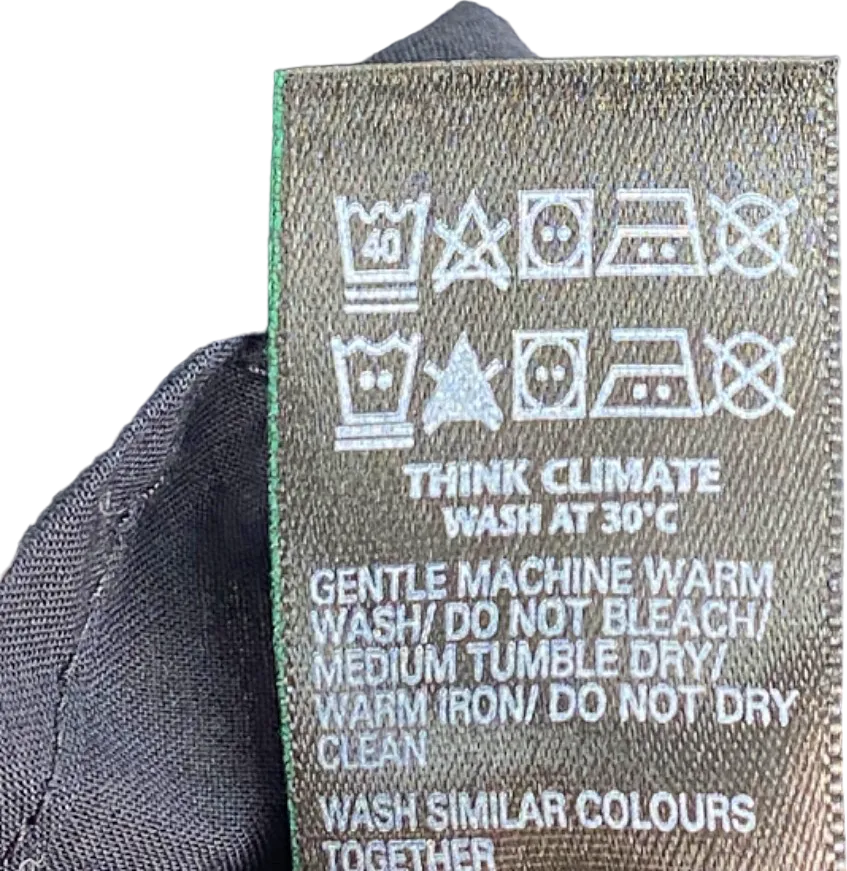 40
THINK CLIMATE
WASH AT 30°C
GENTLE MACHINE WARM
WASH/ DO NOT BLEACH/
MEDIUM TUMBLE DRY/
WARM IRON/ DO NOT DRY
CLEAN
WASH SIMILAR COLOURS
TOGETHER